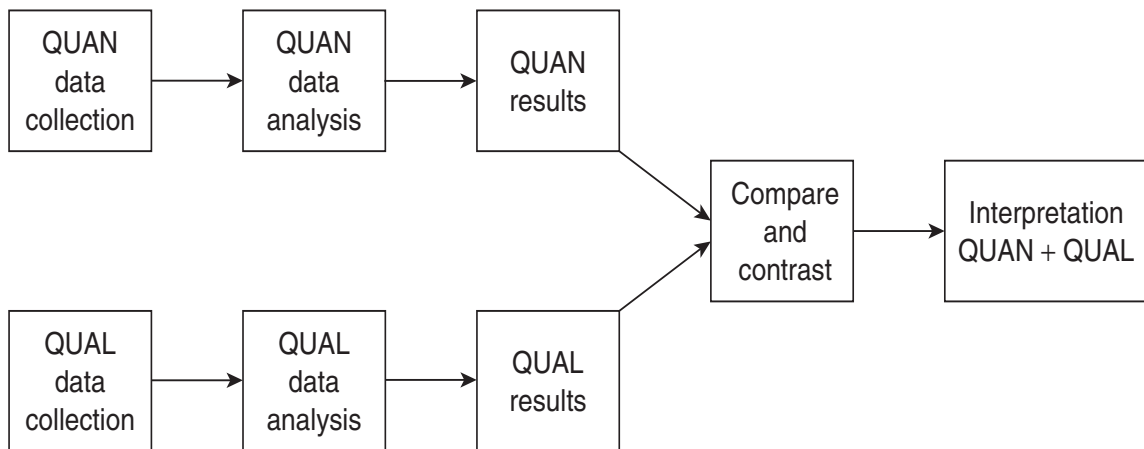 QUAN
data
collection
QUAN
data
analysis
QUAN
results
Compare
and
contrast
Interpretation
QUAN + QUAL
QUAL
data
collection
QUAL
data
analysis
QUAL
results